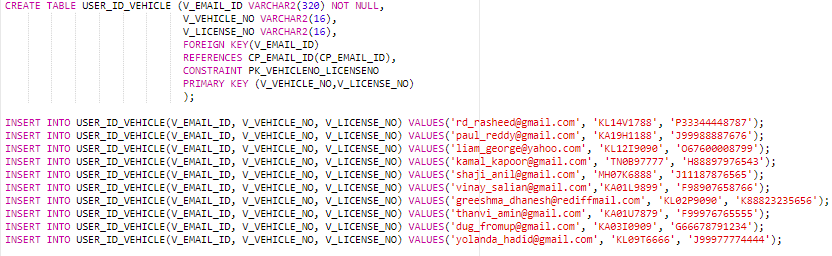 CREATE TABLE USER_ID_VEHICLE (V_EMAIL_ID VARCHAR2(320) NOT NULL,
V_VEHICLE_NO VARCHAR2(16),
V_LICENSE_NO VARCHAR2(16),
FOREIGN KEY(V_EMAIL_ID)
REFERENCES CP_EMAIL_ID(CP_EMAIL_ID),
CONSTRAINT PK_VEHICLENO_LICENSENO
PRIMARY KEY (V_VEHICLE_NO,V_LICENSE_NO)
);
INSERT INTO USER_ID_VEHICLE(V_EMAIL_ID, V_VEHICLE_NO, V_LICENSE_NO) VALUES('rd_rasheed@gmail.com', 'KL14V1788', 'P33344448787');
INSERT INTO USER_ID_VEHICLE(V_EMAIL_ID, V_VEHICLE_NO, V_LICENSE_NO) VALUES('paul_reddy@gmail.com', 'KA19H1188', 'J99988887676');
INSERT INTO USER_ID_VEHICLE(V_EMAIL_ID, V_VEHICLE_NO, V_LICENSE_NO) VALUES('liam_george@yahoo.com', 'KL12I9090', 'O67600008799');
INSERT INTO USER_ID_VEHICLE(V_EMAIL_ID, V_VEHICLE_NO, V_LICENSE_NO) VALUES('kamal_kapoor@gmail.com', 'TN0B97777', 'H88897976543');
INSERT INTO USER_ID_VEHICLE(V_EMAIL_ID, V_VEHICLE_NO, V_LICENSE_NO) VALUES('shaji_anil@gmail.com', 'MH07K6888', 'J11187876565');
INSERT INTO USER_ID_VEHICLE(V_EMAIL_ID, V_VEHICLE_NO, V_LICENSE_NO) VALUES('vinay_salian@gmail.com','KA01L9899', 'F98907658766');
INSERT INTO USER_ID_VEHICLE(V_EMAIL_ID, V_VEHICLE_NO, V_LICENSE_NO) VALUES('greeshma_dhanesh@rediffmail.com', 'KL02P9090', 'K88823235656');
INSERT INTO USER_ID_VEHICLE(V_EMAIL_ID, V_VEHICLE_NO, V_LICENSE_NO) VALUES('thanvi_amin@gmail.com', 'KA01U7879', 'F99976765555');
INSERT INTO USER_ID_VEHICLE(V_EMAIL_ID, V_VEHICLE_NO, V_LICENSE_NO) VALUES('dug_fromup@gmail.com', 'KA03I0909', 'G66678791234');
INSERT INTO USER_ID_VEHICLE(V_EMAIL_ID, V_VEHICLE_NO, V_LICENSE_NO) VALUES('yolanda_hadid@gmail.com', 'KL09T6666', 'J99977774444');